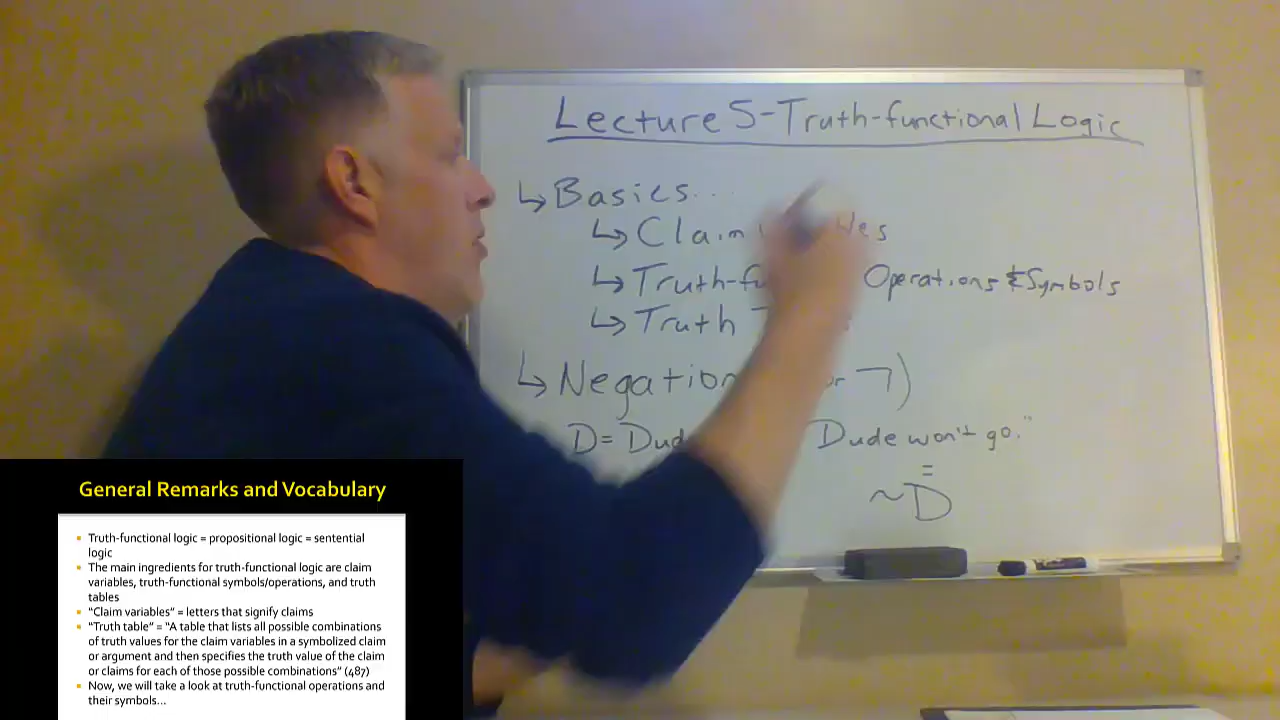 Lecture 5-Truth-functional Logic
↳ Basics...
↳ Claim
↳ Truth- Operations & Symbols
↳ Truth
↳ Negation or ¬)
D= Dude won't go."
=
~D
General Remarks and Vocabulary
Truth-functional logic = propositional logic = sentential
logic
The main ingredients for truth-functional logic are claim
variables, truth-functional symbols/operations, and truth
tables
“Claim variables” = letters that signify claims
“Truth table” = “A table that lists all possible combinations
of truth values for the claim variables in a symbolized claim
or argument and then specifies the truth value of the claim
or claims for each of those possible combinations” (487)
Now, we will take a look at truth-functional operations and
their symbols...